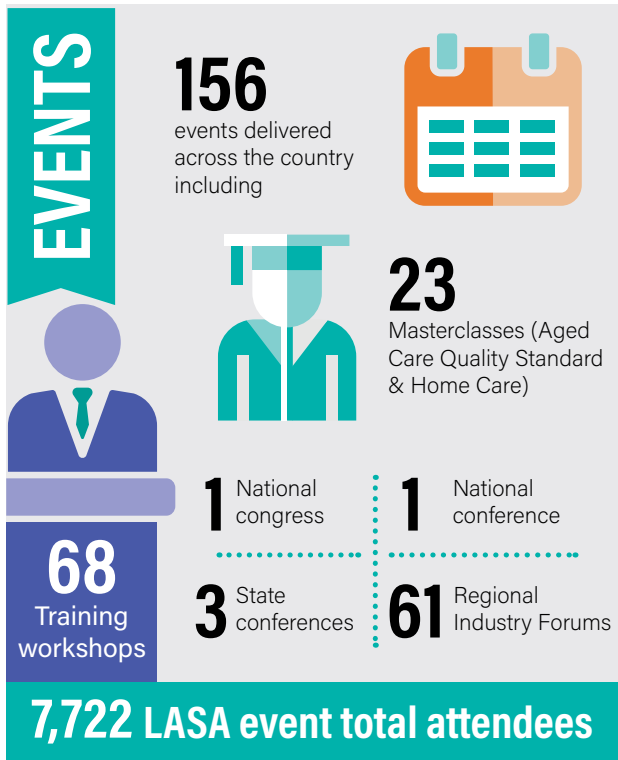 EVENTS
156
events delivered
across the country
including
23
Masterclasses (Aged
Care Quality Standard
& Home Care)
1 National
congress
1 National
conference
3 State
conferences
61 Regional
Industry Forums
68
Training
workshops
7,722 LASA event total attendees